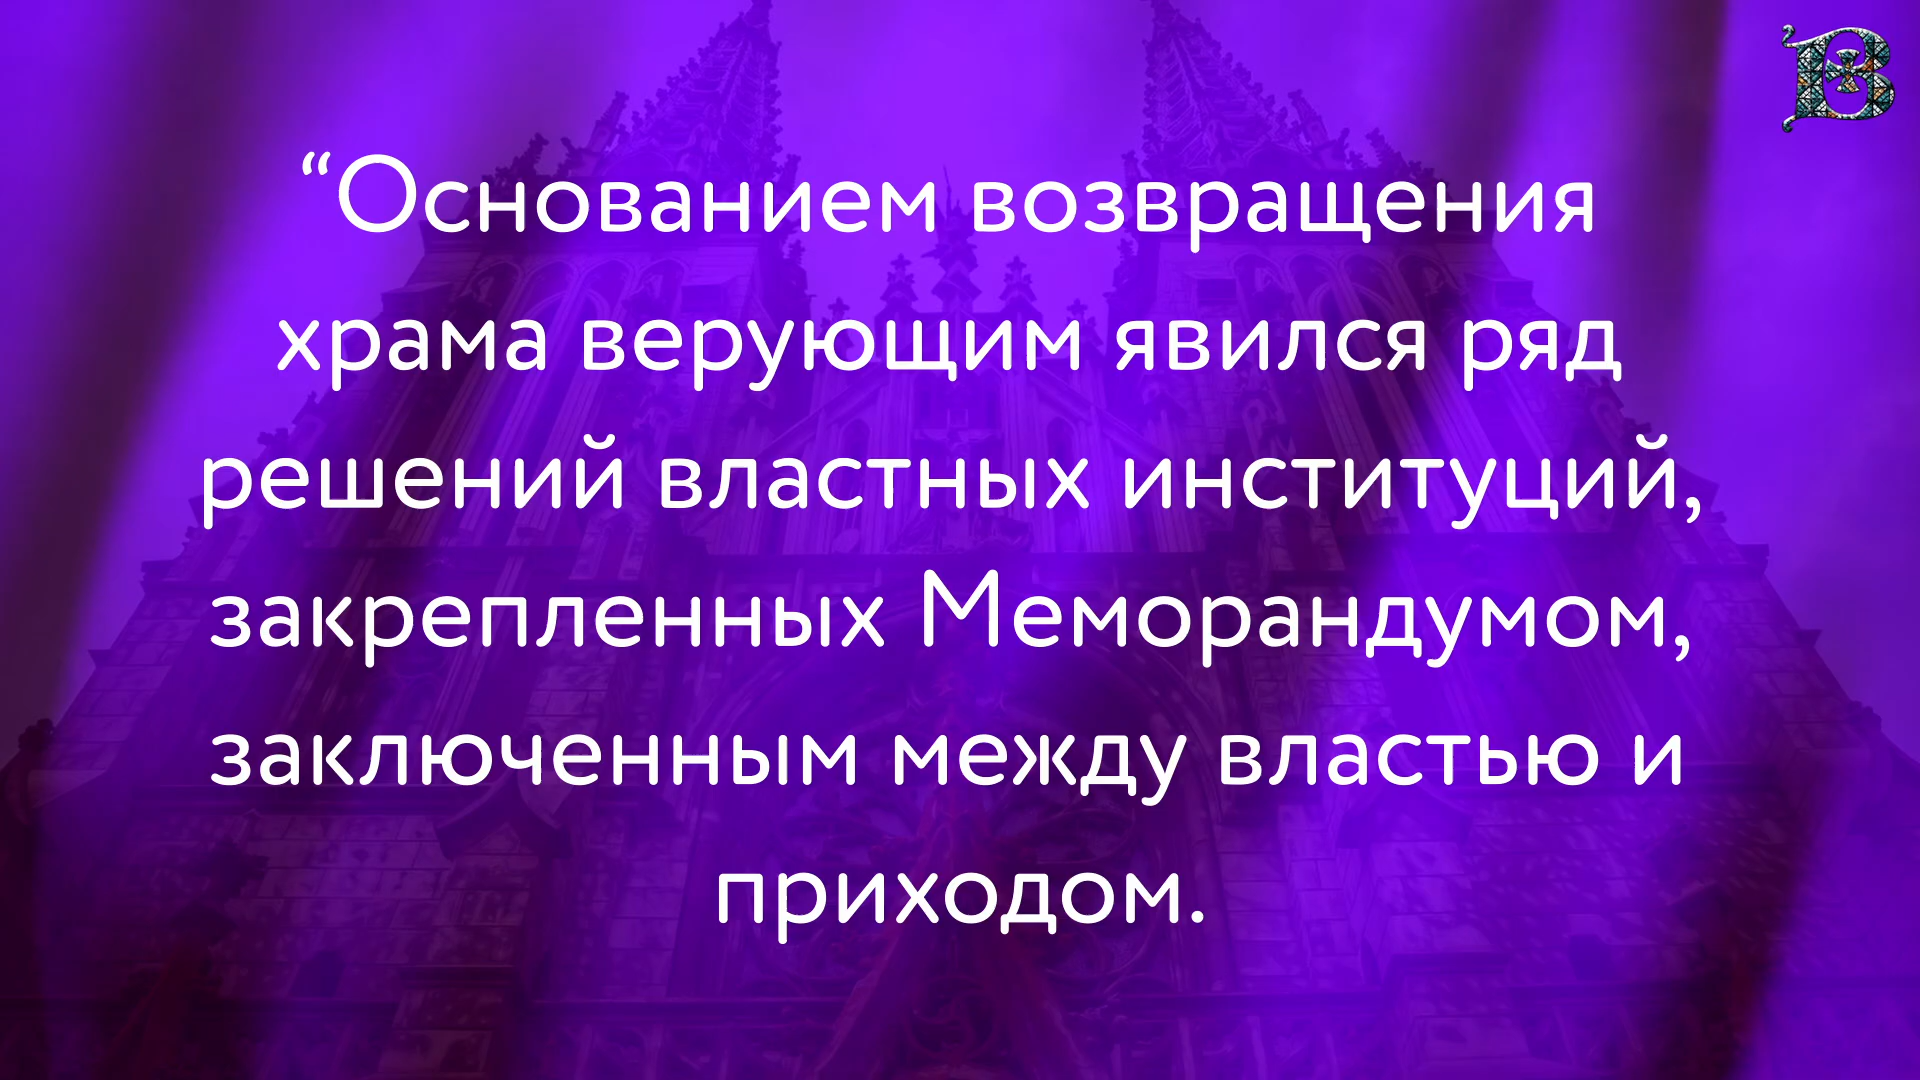 “Основанием возвращения
храма верующим явился ряд
решений властных институций,
закрепленных Меморандумом,
заключенным между властью и
приходом.
В